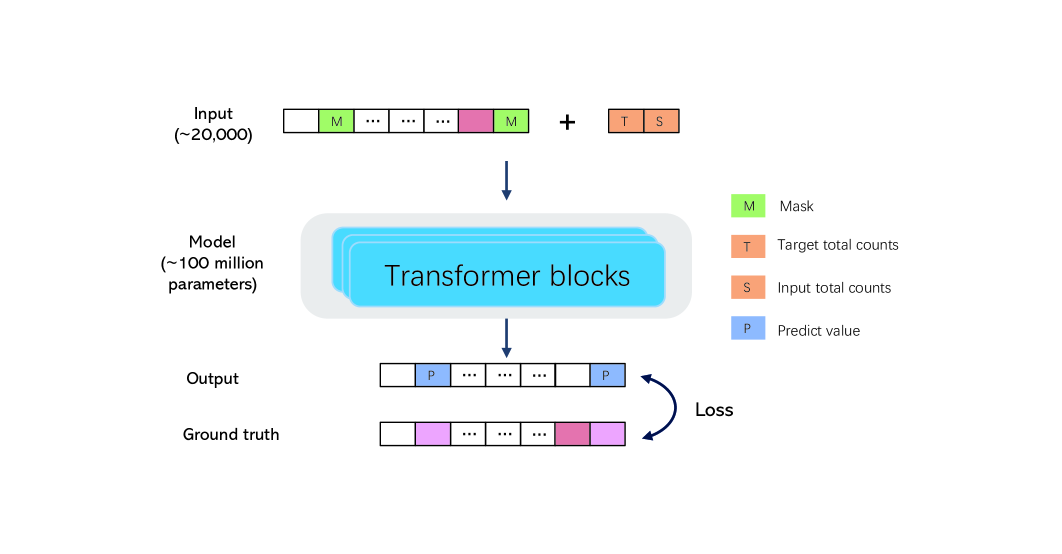 Input
(~20,000)
M ... ... ... M + T S
Model
(~100 million
parameters)
Transformer blocks
M Mask
T Target total counts
S Input total counts
P Predict value
Output
P ... ... ... P
Loss
Ground truth
... ... ...